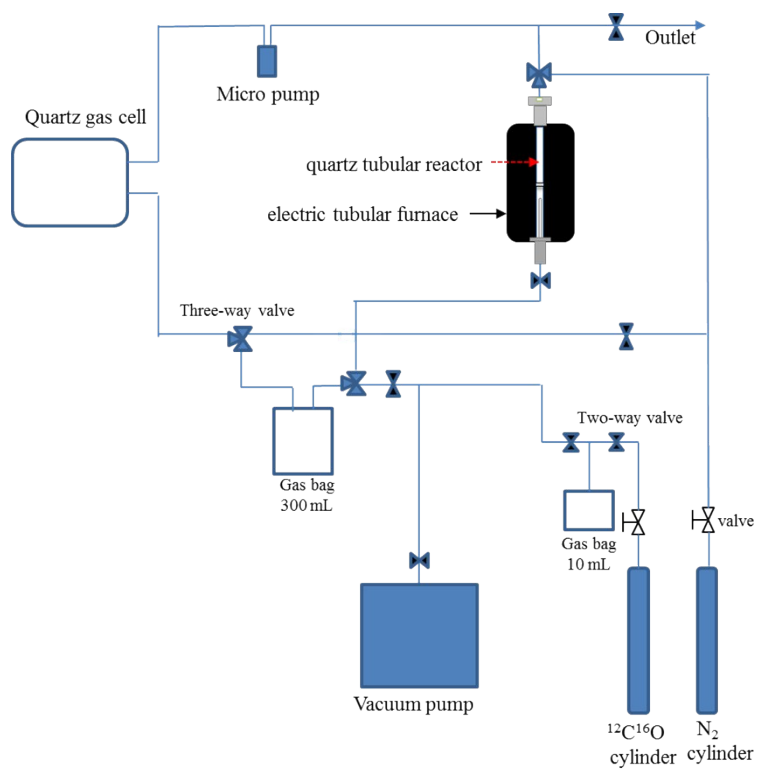 Outlet
Micro pump
Quartz gas cell
quartz tubular reactor
electric tubular furnace
Three-way valve
Two-way valve
Gas bag
300 mL
Gas bag
10 mL
valve
Vacuum pump
¹²C¹⁶O
cylinder
N₂
cylinder